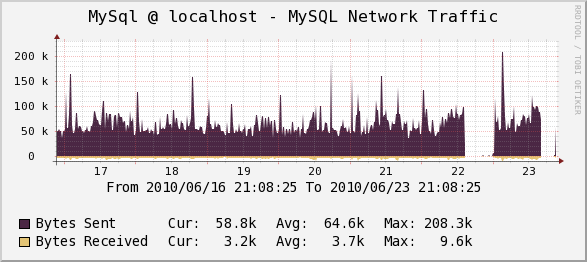 MySql @ localhost - MySQL Network Traffic
RRDTOOL / TOBI OETIKER
200 k
150 k
100 k
50 k
0
17 18 19 20 21 22 23
From 2010/06/16 21:08:25 To 2010/06/23 21:08:25
Bytes Sent Cur: 58.8k Avg: 64.6k Max: 208.3k
Bytes Received Cur: 3.2k Avg: 3.7k Max: 9.6k